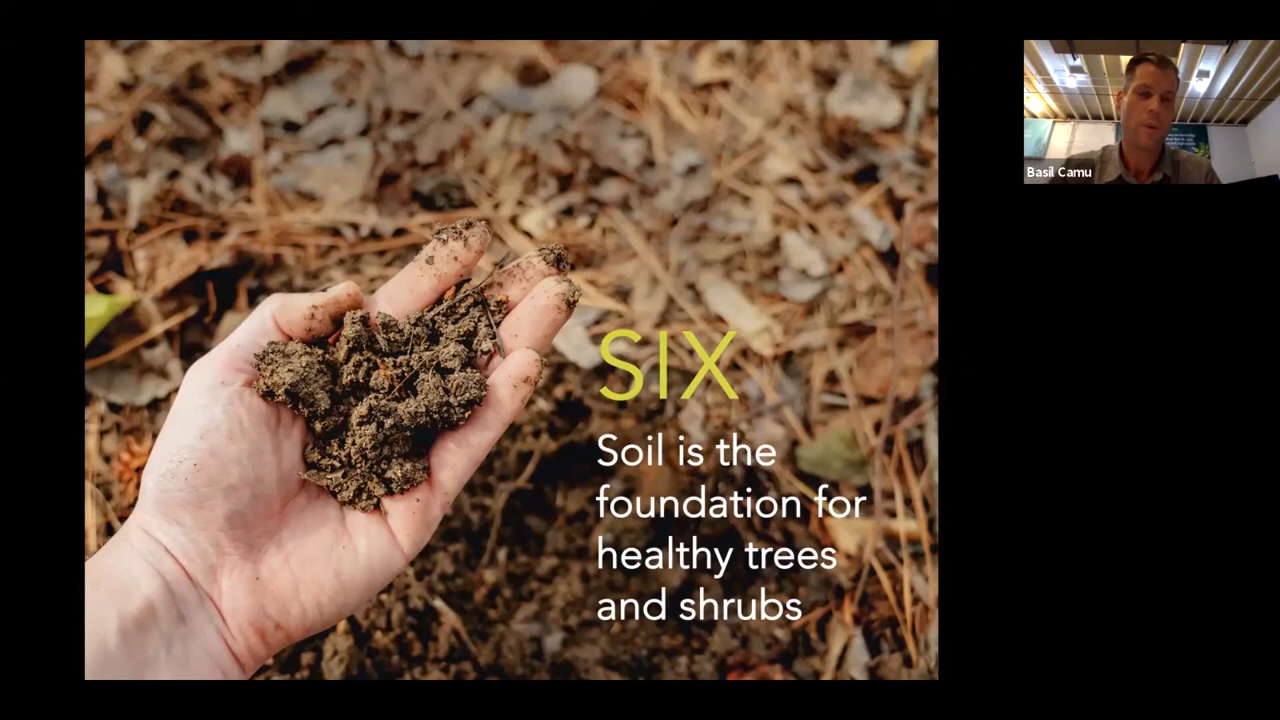 SIX
Soil is the
foundation for
healthy trees
and shrubs
Basil Camu